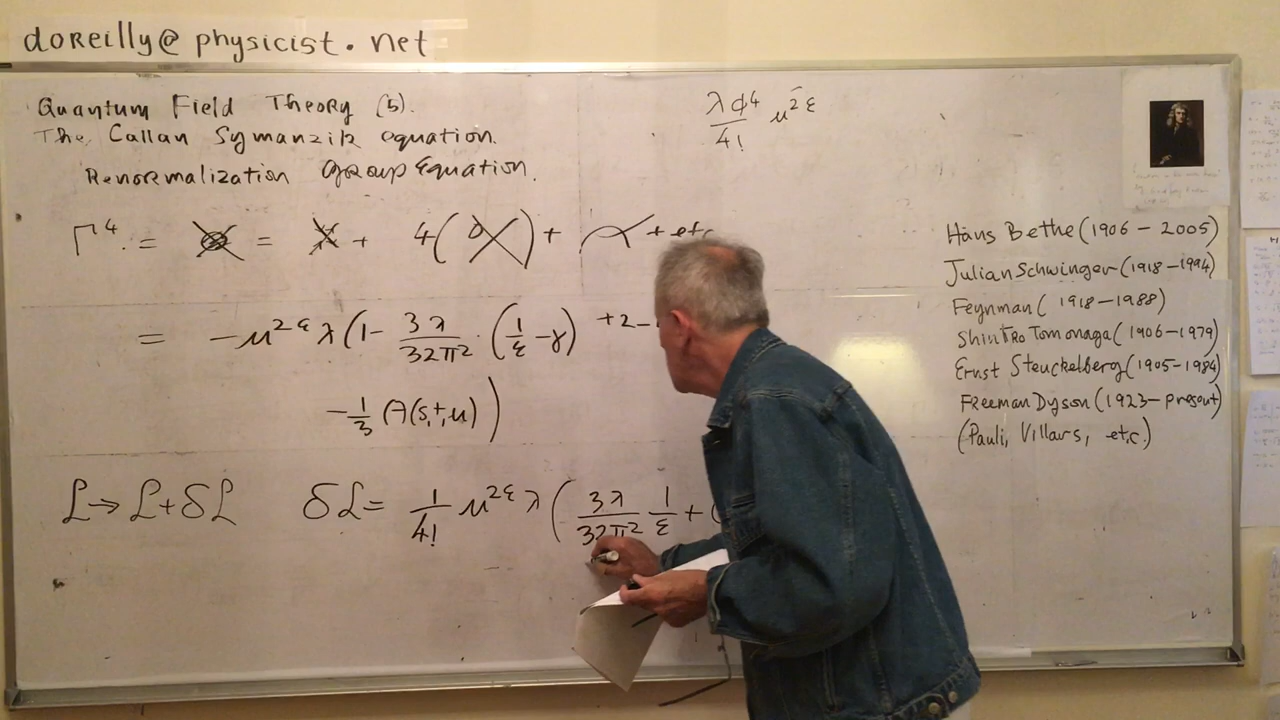 doReilly@physicist.net
Quantum Field Theory (5).
The Callan Symanzik equation.
Renormalization Group Equation.
λφ⁴/4! μ^2ε
Γ⁴ = = + 4( ) + + etc
= -μ^2ε λ(1- 3λ/32π² · (1/ε -γ) +2-
-1/3 A(s,t,u))
L→ L+δL δL= 1/4! μ^2ε λ( 3λ/32π² 1/ε + (
Hans Bethe (1906 – 2005)
Julian Schwinger (1918 – 1994)
Feynman ( 1918 – 1988)
Shintro Tomonaga ( 1906 – 1979)
Ernst Steuckelberg (1905 – 1984)
Freeman Dyson (1923 – present)
(Pauli, Villars, etc.)